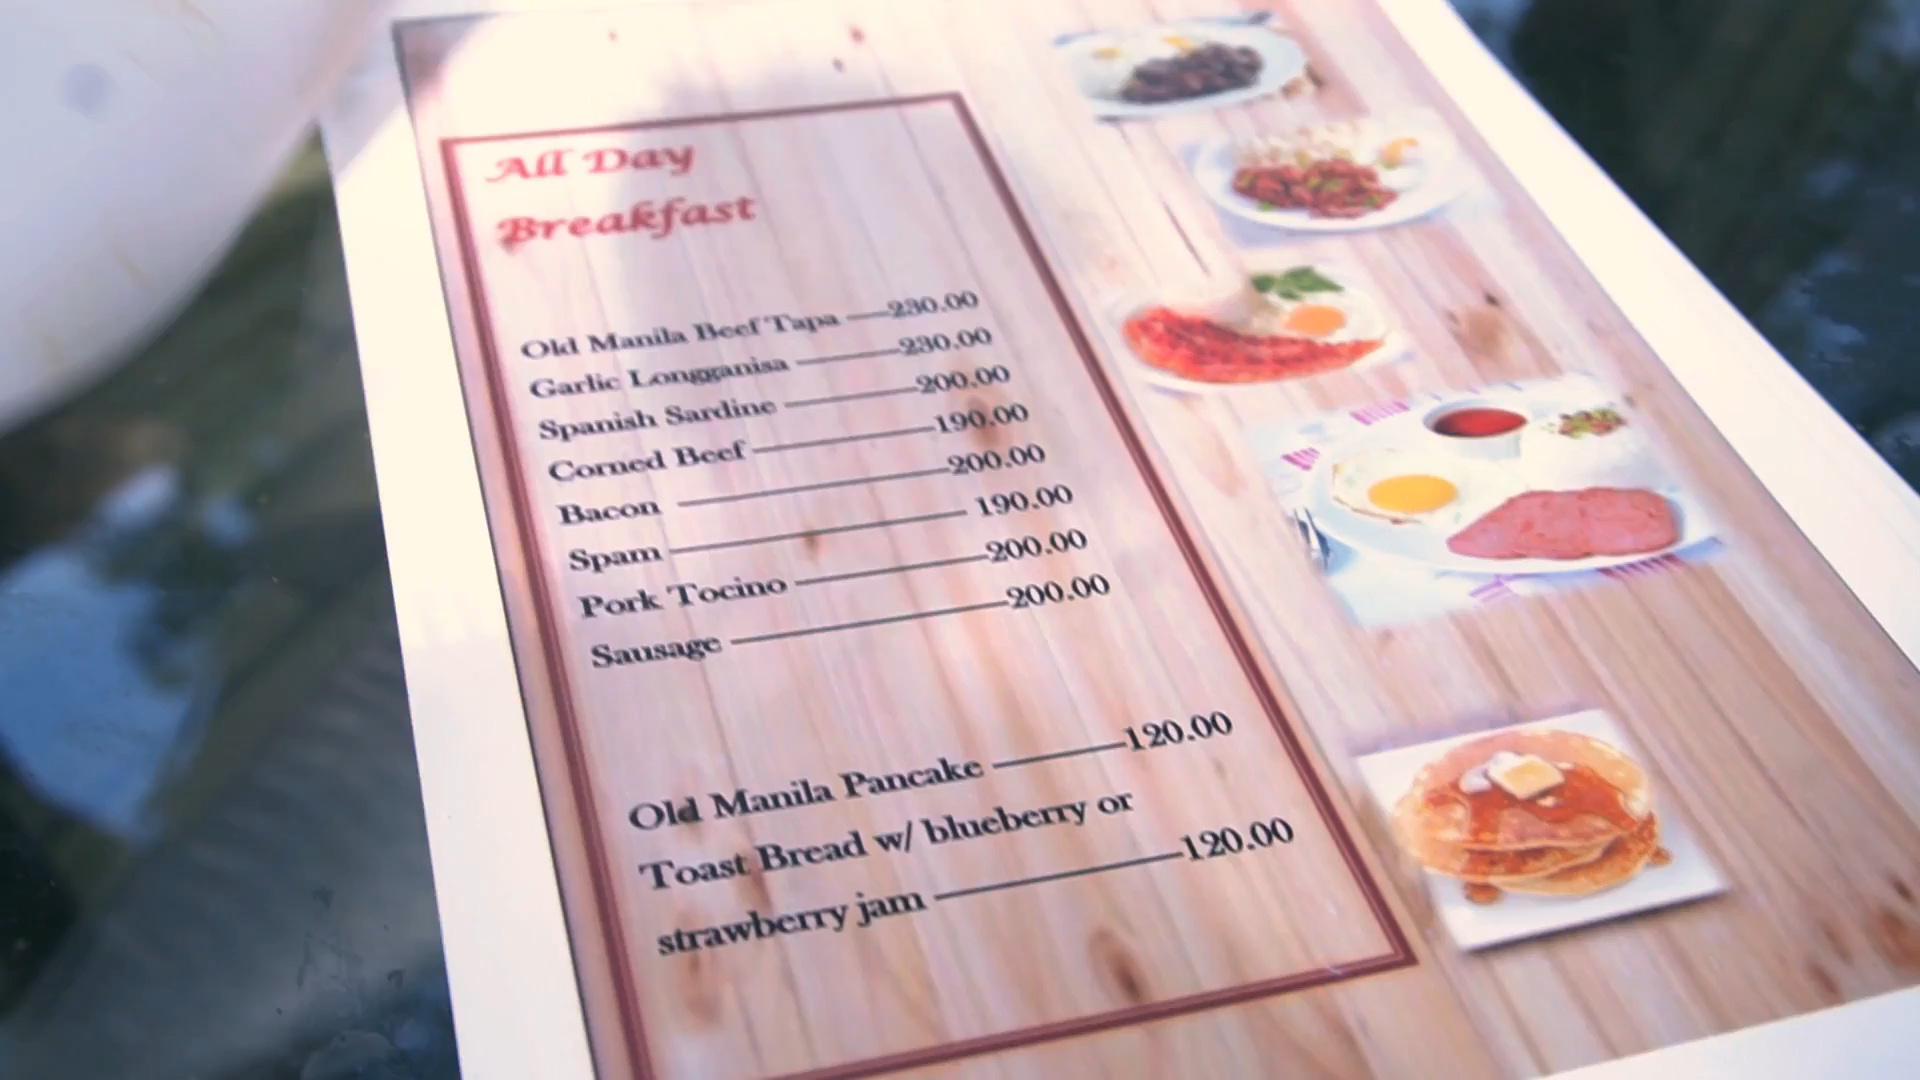 All Day
Breakfast
Old Manila Beef Tapa —230.00
Garlic Longganisa —230.00
Spanish Sardine —200.00
Corned Beef —190.00
Bacon —200.00
Spam — 190.00
Pork Tocino —200.00
Sausage —200.00
Old Manila Pancake —120.00
Toast Bread w/ blueberry or
strawberry jam —120.00